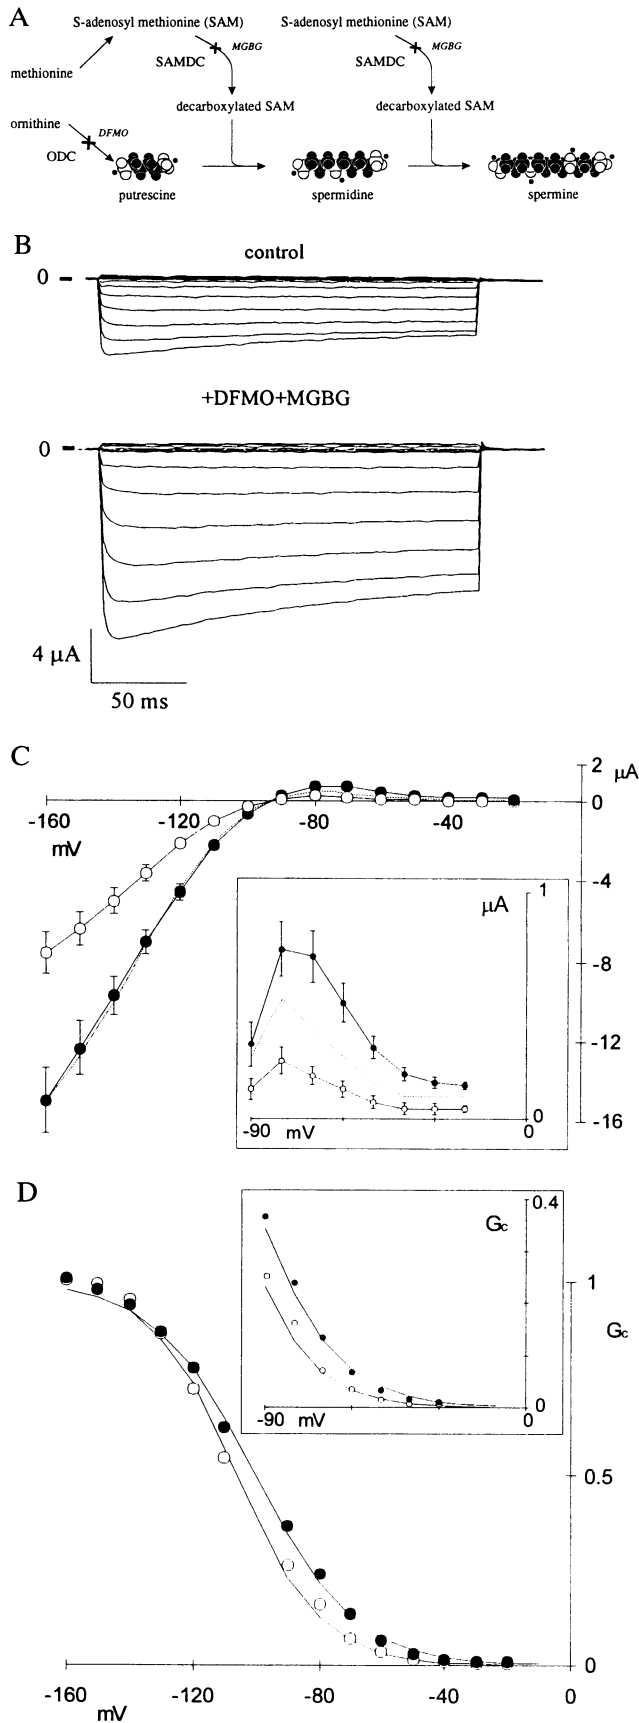 A
S-adenosyl methionine (SAM) S-adenosyl methionine (SAM)
MGBG MGBG
SAMDC SAMDC
methionine
decarboxylated SAM decarboxylated SAM
ornithine
DFMO
ODC
putrescine spermidine spermine
B
control
0
+DFMO+MGBG
0
4 µA
50 ms
C
2 µA
0
-160 -120 -80 -40
mV
-4
µA 1
-8
-12
-90 mV 0 0
-16
D
0.4
Gc
1
Gc
0
-90 mV 0
0.5
0
-160 -120 -80 -40 0
mV